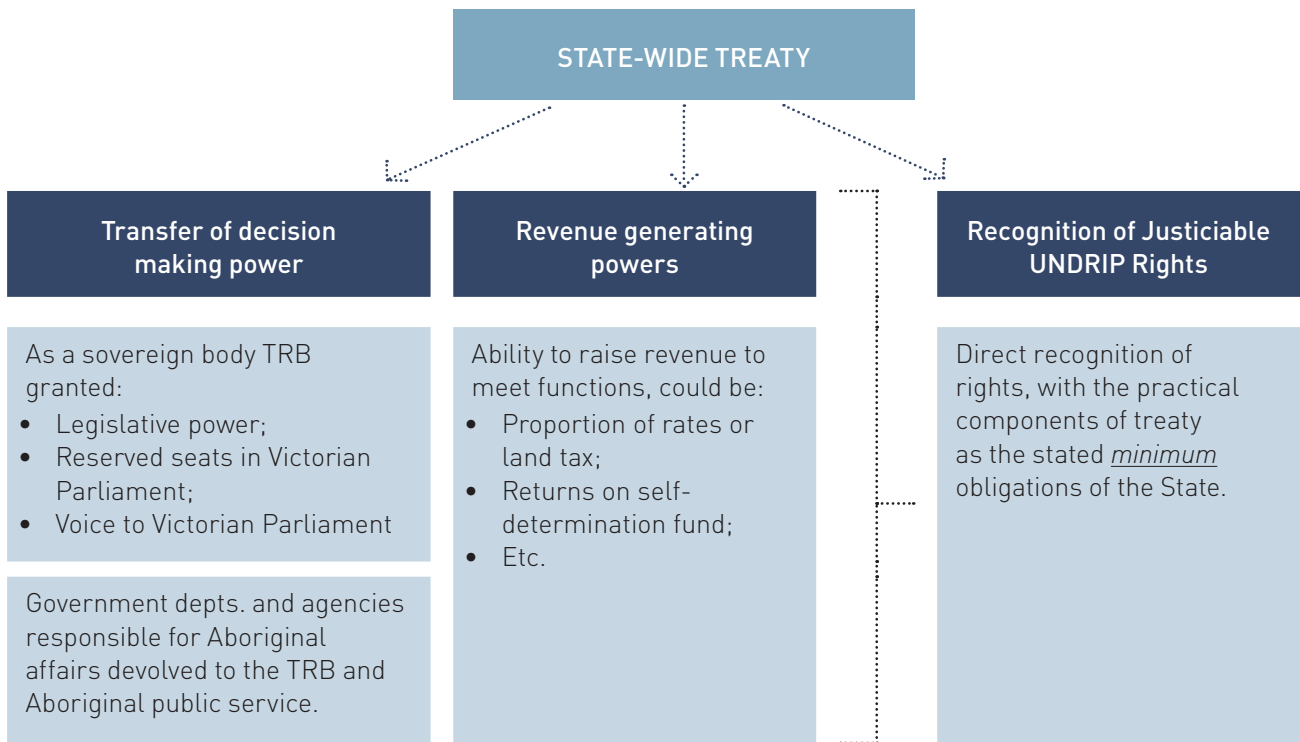 STATE-WIDE TREATY
Transfer of decision
making power
As a sovereign body TRB
granted:
• Legislative power;
• Reserved seats in Victorian
Parliament;
• Voice to Victorian Parliament
Government depts. and agencies
responsible for Aboriginal
affairs devolved to the TRB and
Aboriginal public service.
Revenue generating
powers
Ability to raise revenue to
meet functions, could be:
• Proportion of rates or
land tax;
• Returns on self-
determination fund;
• Etc.
Recognition of Justiciable
UNDRIP Rights
Direct recognition of
rights, with the practical
components of treaty
as the stated minimum
obligations of the State.